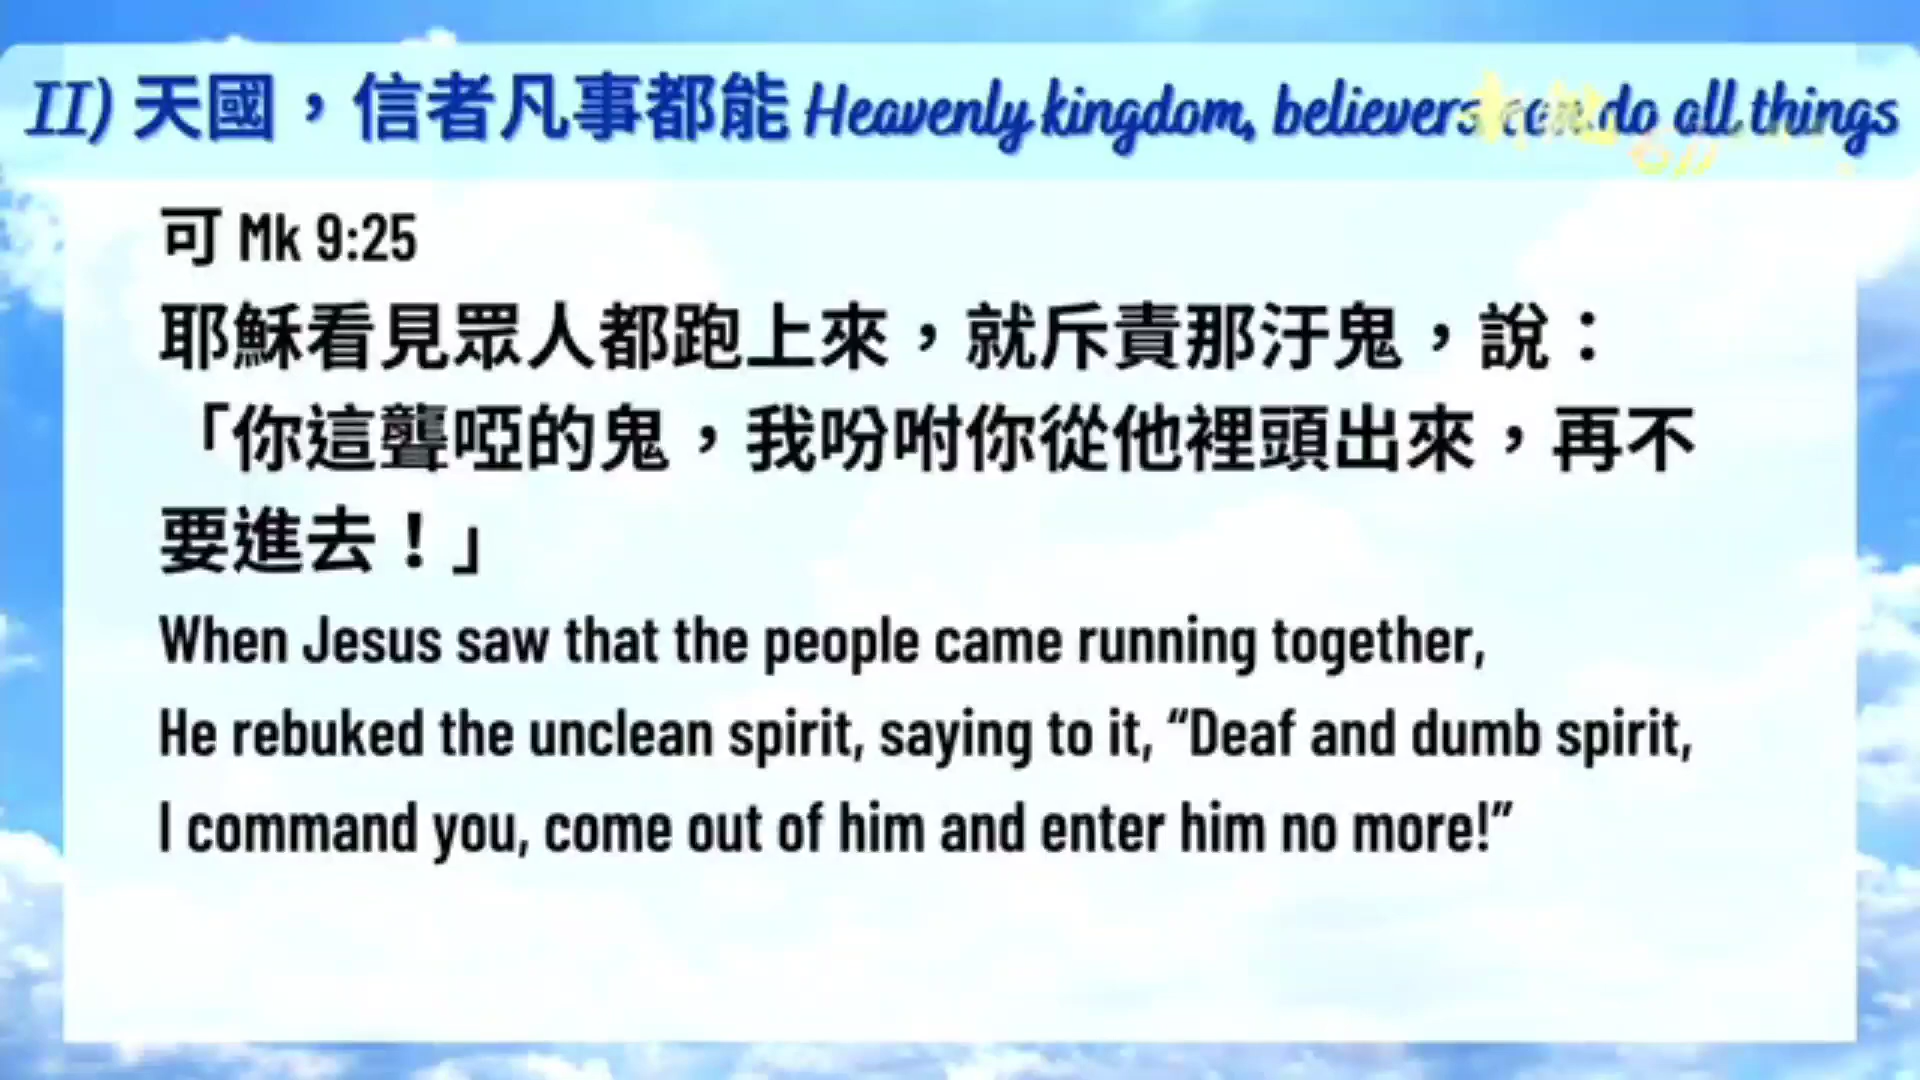 II) 天國，信者凡事都能 Heavenly kingdom, believers can do all things
可 Mk 9:25
耶穌看見眾人都跑上來，就斥責那汙鬼，說：
「你這聾啞的鬼，我吩咐你從他裡頭出來，再不
要進去！」
When Jesus saw that the people came running together,
He rebuked the unclean spirit, saying to it, “Deaf and dumb spirit,
I command you, come out of him and enter him no more!”